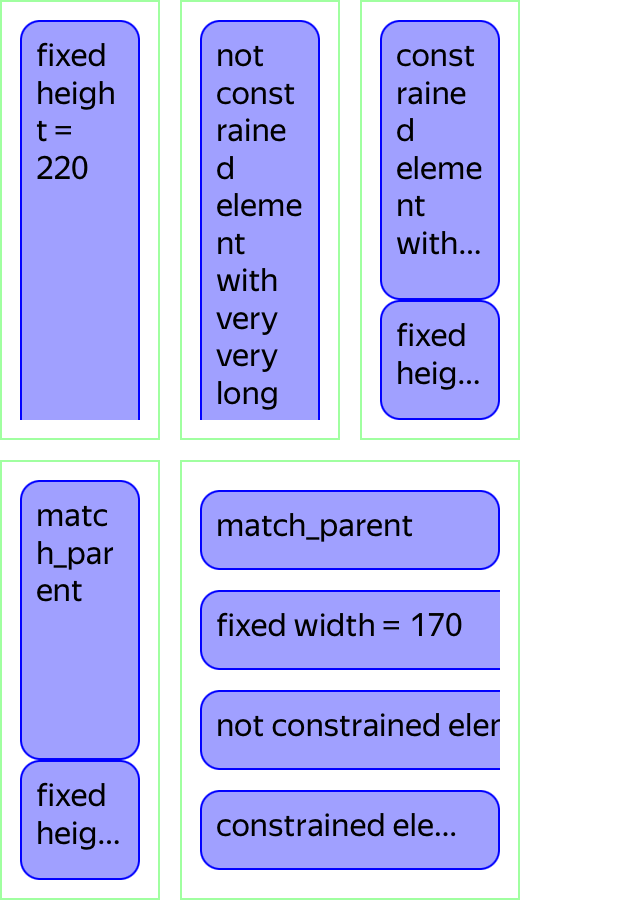 fixed
heigh
t =
220
not
const
raine
d
eleme
nt
with
very
very
long
const
raine
d
eleme
nt
with...
fixed
heig...
matc
h_par
ent
fixed
heig...
match_parent
fixed width = 170
not constrained eler
constrained ele...